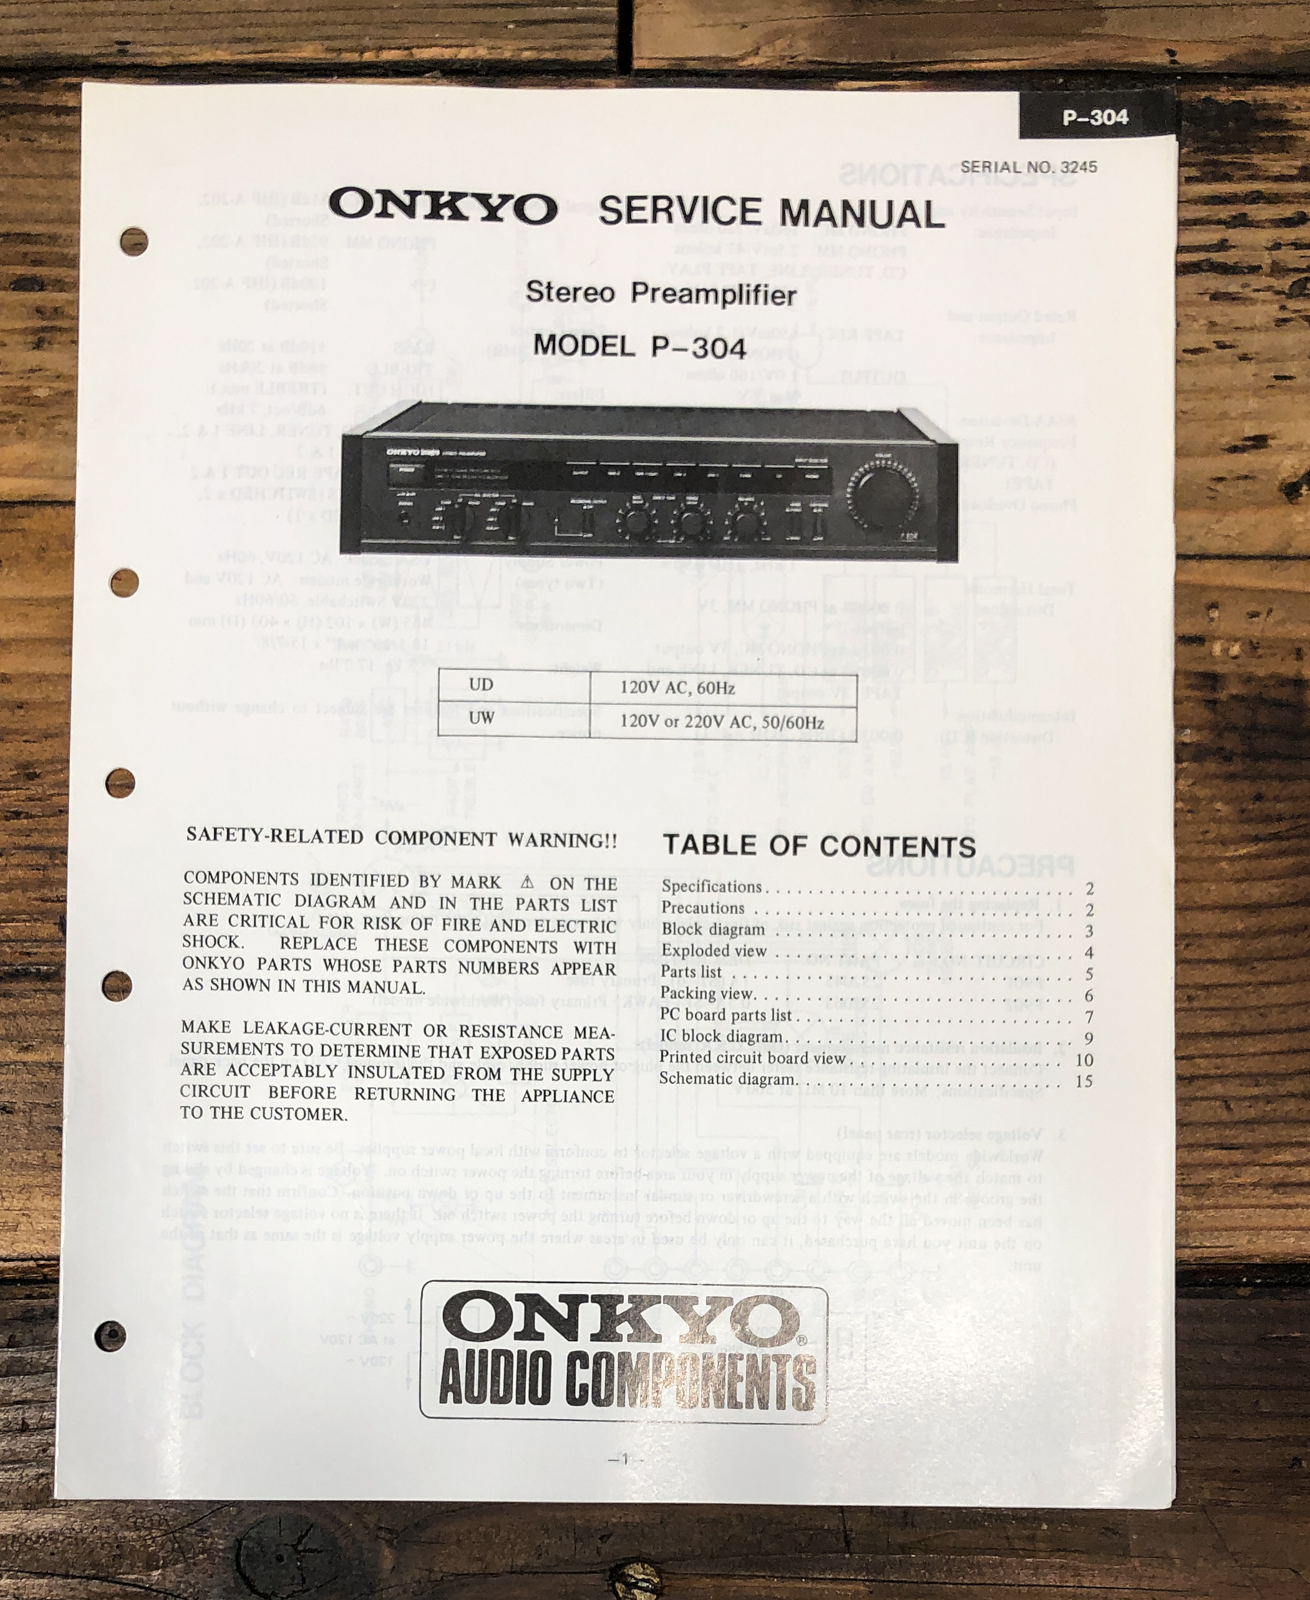 P-304
SERIAL NO. 3245
ONKYO SERVICE MANUAL
Stereo Preamplifier
MODEL P-304
ONKYO
UD 120V AC, 60Hz
UW 120V or 220V AC, 50/60Hz
SAFETY-RELATED COMPONENT WARNING!!
COMPONENTS IDENTIFIED BY MARK ⚠ ON THE
SCHEMATIC DIAGRAM AND IN THE PARTS LIST
ARE CRITICAL FOR RISK OF FIRE AND ELECTRIC
SHOCK. REPLACE THESE COMPONENTS WITH
ONKYO PARTS WHOSE PARTS NUMBERS APPEAR
AS SHOWN IN THIS MANUAL.
MAKE LEAKAGE-CURRENT OR RESISTANCE MEA-
SUREMENTS TO DETERMINE THAT EXPOSED PARTS
ARE ACCEPTABLY INSULATED FROM THE SUPPLY
CIRCUIT BEFORE RETURNING THE APPLIANCE
TO THE CUSTOMER.
TABLE OF CONTENTS
Specifications . . . . . . . . . . . . . . . . . . . . . . . . . . . . 2
Precautions . . . . . . . . . . . . . . . . . . . . . . . . . . . . 2
Block diagram . . . . . . . . . . . . . . . . . . . . . . . . . . . . 3
Exploded view . . . . . . . . . . . . . . . . . . . . . . . . . . . . 4
Parts list . . . . . . . . . . . . . . . . . . . . . . . . . . . . 5
Packing view . . . . . . . . . . . . . . . . . . . . . . . . . . . . 6
PC board parts list . . . . . . . . . . . . . . . . . . . . . . . . 7
IC block diagram . . . . . . . . . . . . . . . . . . . . . . . . . . 9
Printed circuit board view . . . . . . . . . . . . . . . . . . . . 10
Schematic diagram . . . . . . . . . . . . . . . . . . . . . . . . 15
ONKYO®
AUDIO COMPONENTS
–1–